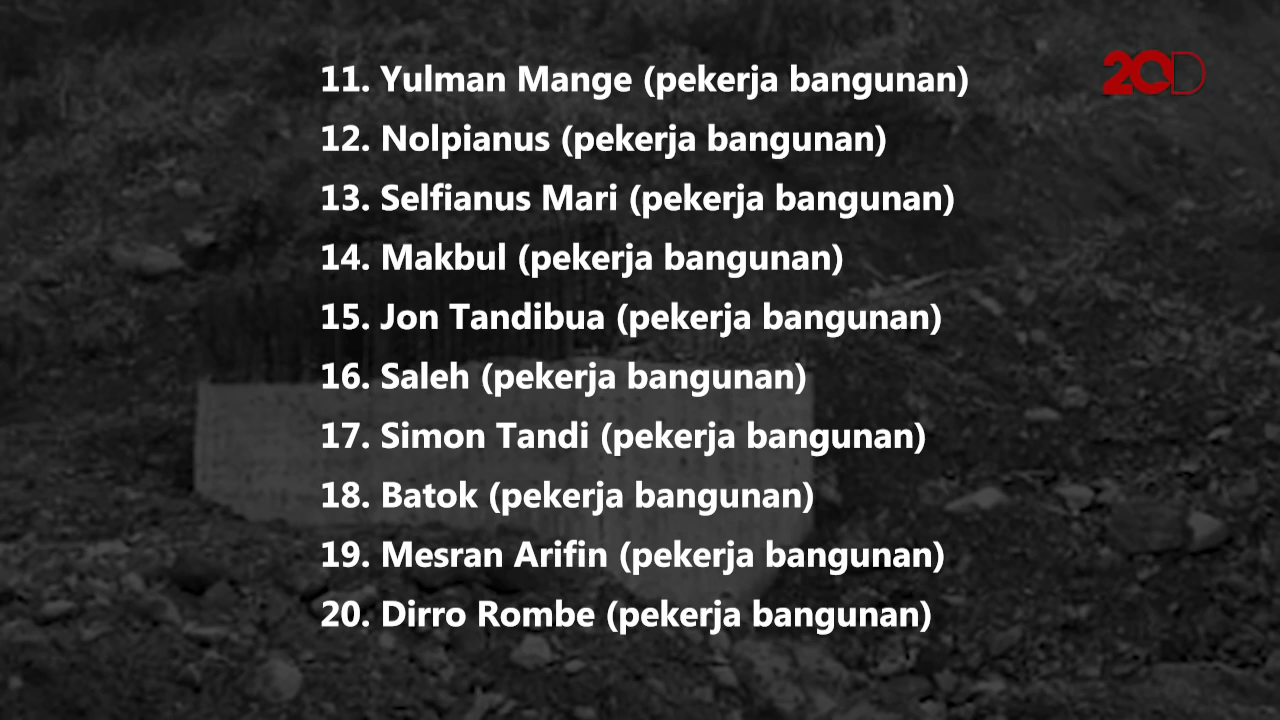 20D
11. Yulman Mange (pekerja bangunan)
12. Nolpianus (pekerja bangunan)
13. Selfianus Mari (pekerja bangunan)
14. Makbul (pekerja bangunan)
15. Jon Tandibua (pekerja bangunan)
16. Saleh (pekerja bangunan)
17. Simon Tandi (pekerja bangunan)
18. Batok (pekerja bangunan)
19. Mesran Arifin (pekerja bangunan)
20. Dirro Rombe (pekerja bangunan)